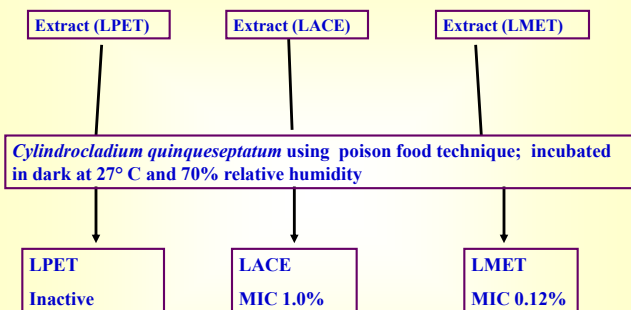 Extract (LPET)
Extract (LACE)
Extract (LMET)
Cylindrocladium quinqueseptatum using poison food technique; incubated
in dark at 27° C and 70% relative humidity
LPET
Inactive
LACE
MIC 1.0%
LMET
MIC 0.12%